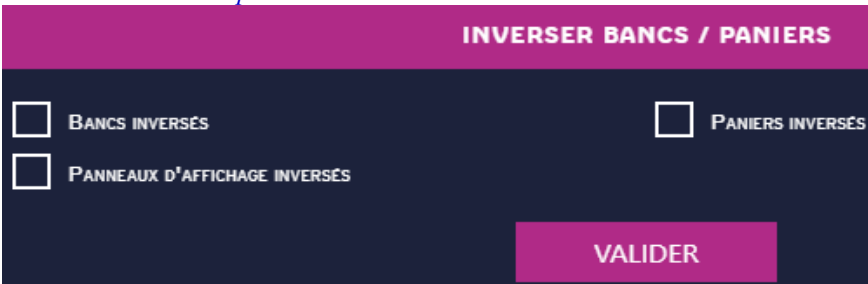 INVERSER BANCS / PANIERS
BANCS INVERSÉS
PANIERS INVERSÉS
PANNEAUX D'AFFICHAGE INVERSÉS
VALIDER